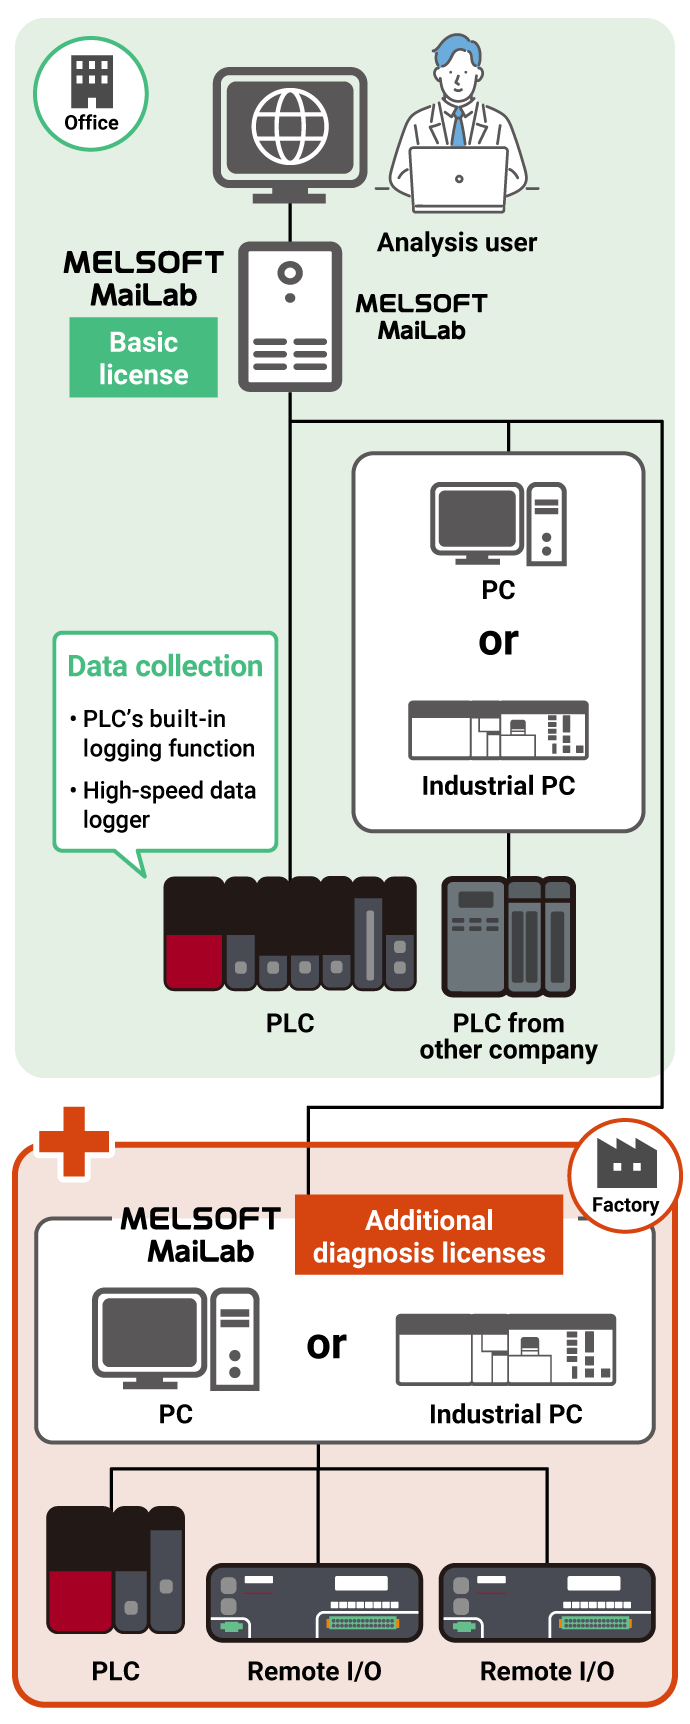 Office
Analysis user
MELSOFT
MaiLab
Basic
license
MELSOFT
MaiLab
PC
or
Industrial PC
Data collection
• PLC’s built-in
logging function
• High-speed data
logger
PLC
PLC from
other company
Factory
MELSOFT
MaiLab
Additional
diagnosis licenses
PC
or
Industrial PC
PLC
Remote I/O
Remote I/O